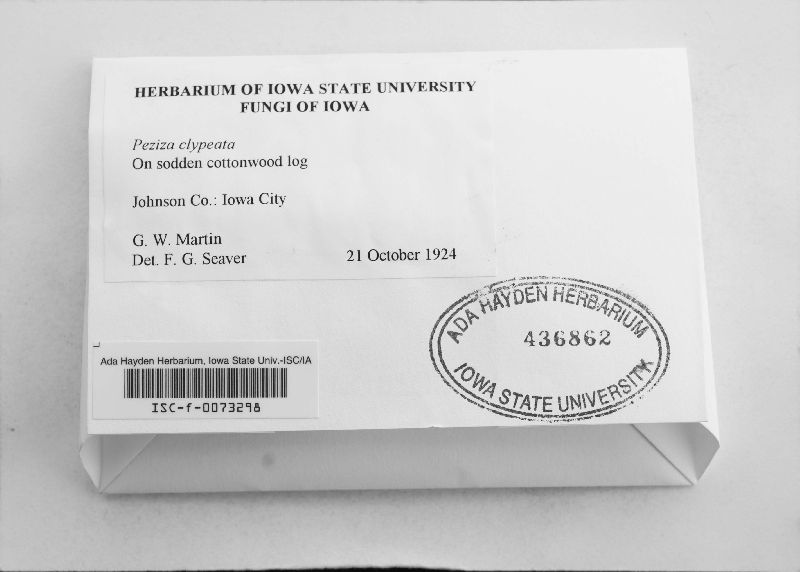 HERBARIUM OF IOWA STATE UNIVERSITY
FUNGI OF IOWA
Peziza clypeata
On sodden cottonwood log
Johnson Co.: Iowa City
G. W. Martin
Det. F. G. Seaver 21 October 1924
ADA HAYDEN HERBARIUM
436862
IOWA STATE UNIVERSITY
Ada Hayden Herbarium, Iowa State Univ.-ISC/IA
ISC-f-0073298